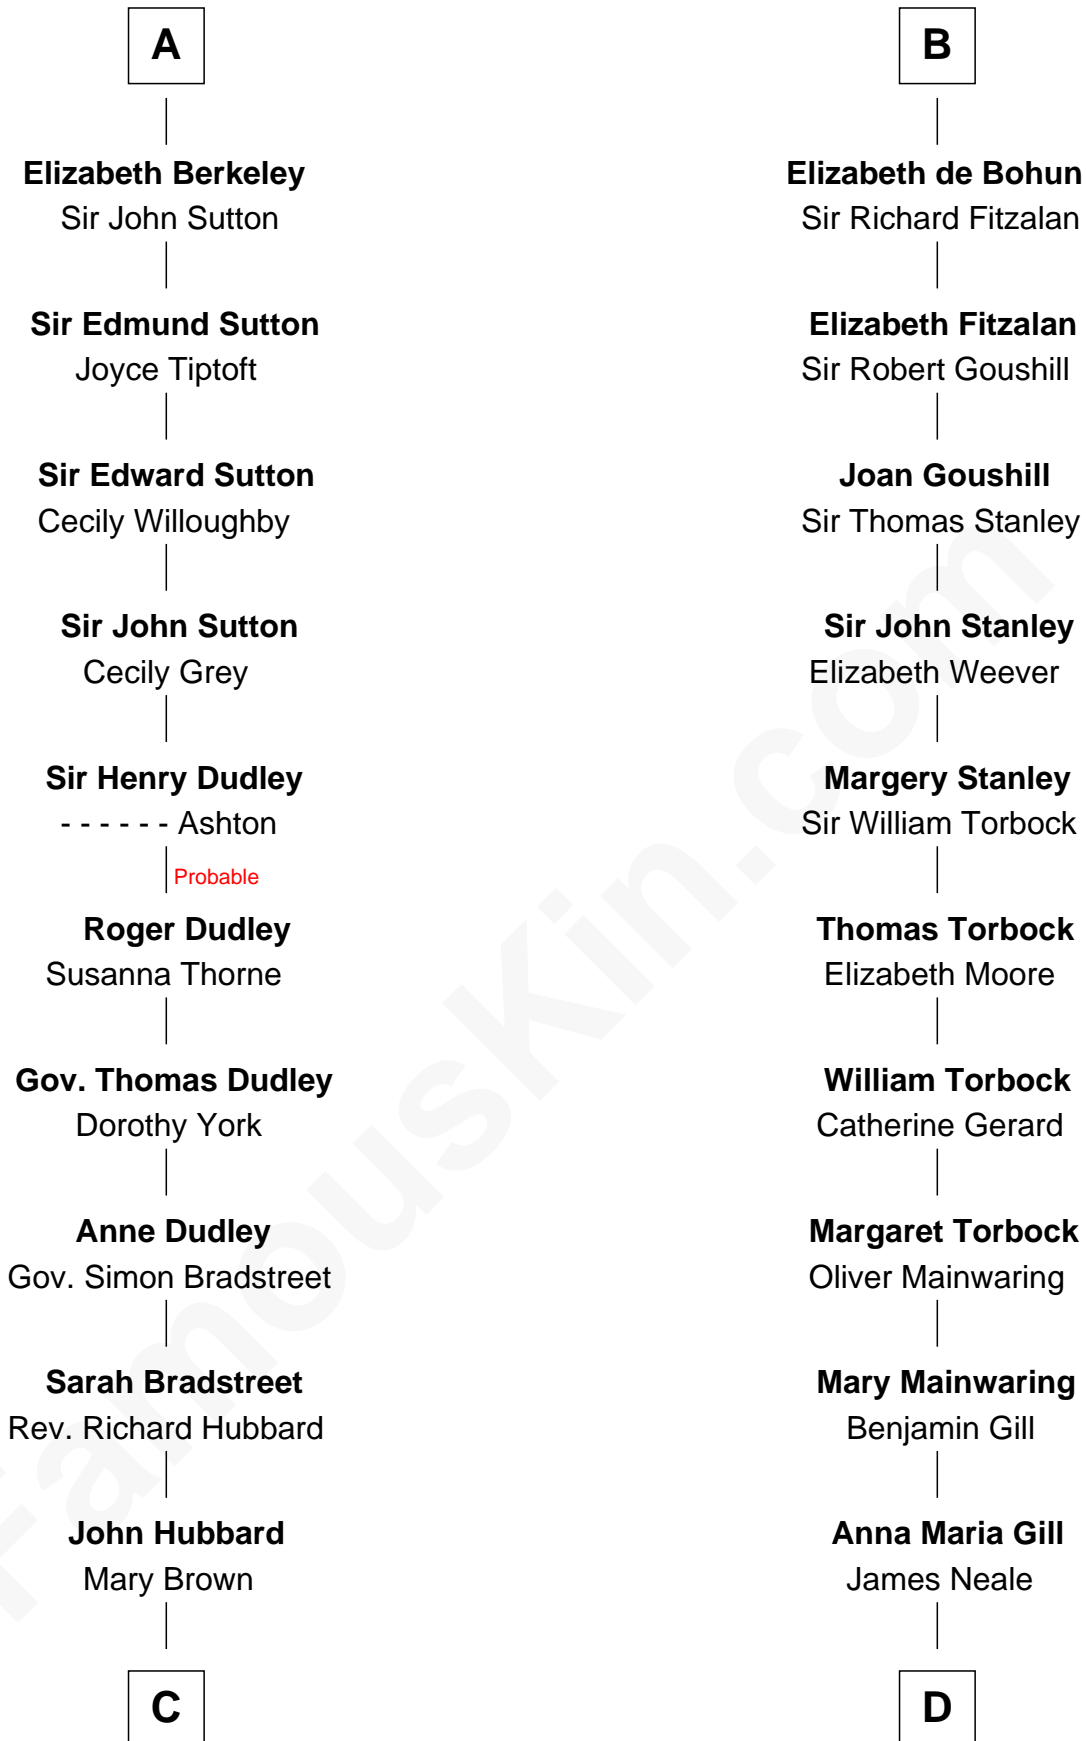 A
Elizabeth Berkeley
Sir John Sutton
Sir Edmund Sutton
Joyce Tiptoft
Sir Edward Sutton
Cecily Willoughby
Sir John Sutton
Cecily Grey
Sir Henry Dudley
- - - - - - Ashton
Probable
Roger Dudley
Susanna Thorne
Gov. Thomas Dudley
Dorothy York
Anne Dudley
Gov. Simon Bradstreet
Sarah Bradstreet
Rev. Richard Hubbard
John Hubbard
Mary Brown
C
B
Elizabeth de Bohun
Sir Richard Fitzalan
Elizabeth Fitzalan
Sir Robert Goushill
Joan Goushill
Sir Thomas Stanley
Sir John Stanley
Elizabeth Weever
Margery Stanley
Sir William Torbock
Thomas Torbock
Elizabeth Moore
William Torbock
Catherine Gerard
Margaret Torbock
Oliver Mainwaring
Mary Mainwaring
Benjamin Gill
Anna Maria Gill
James Neale
D
FamousKin.com